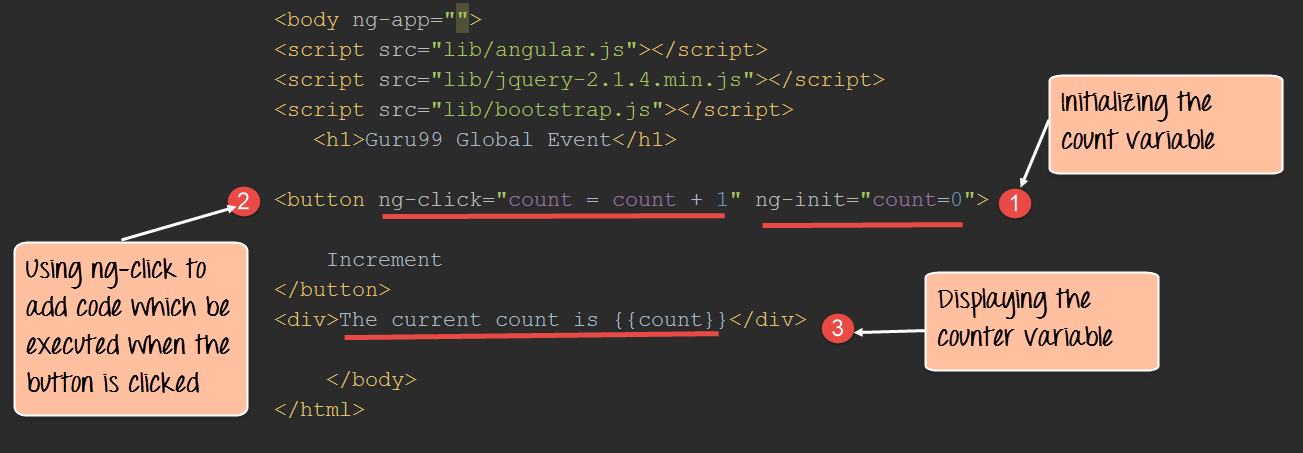 <body ng-app="">
<script src="lib/angular.js"></script>
<script src="lib/jquery-2.1.4.min.js"></script>
<script src="lib/bootstrap.js"></script>
<h1>Guru99 Global Event</h1>
Initializing the
count variable
2
<button ng-click="count = count + 1" ng-init="count=0">
1
Using ng-click to
add code which be
executed when the
button is clicked
Increment
</button>
<div>The current count is {{count}}</div>
3
Displaying the
counter variable
</body>
</html>